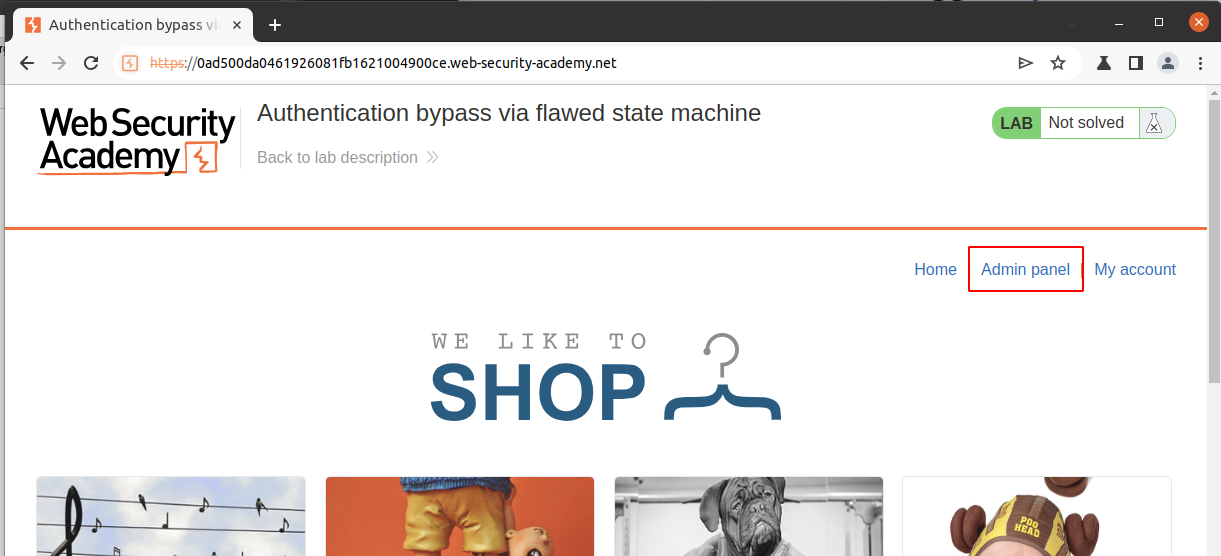 Authentication bypass vi
https://0ad500da0461926081fb1621004900ce.web-security-academy.net
Web Security
Academy
Authentication bypass via flawed state machine
Back to lab description
LAB Not solved
Home Admin panel | My account
WE LIKE TO
SHOP
POO
HEAD